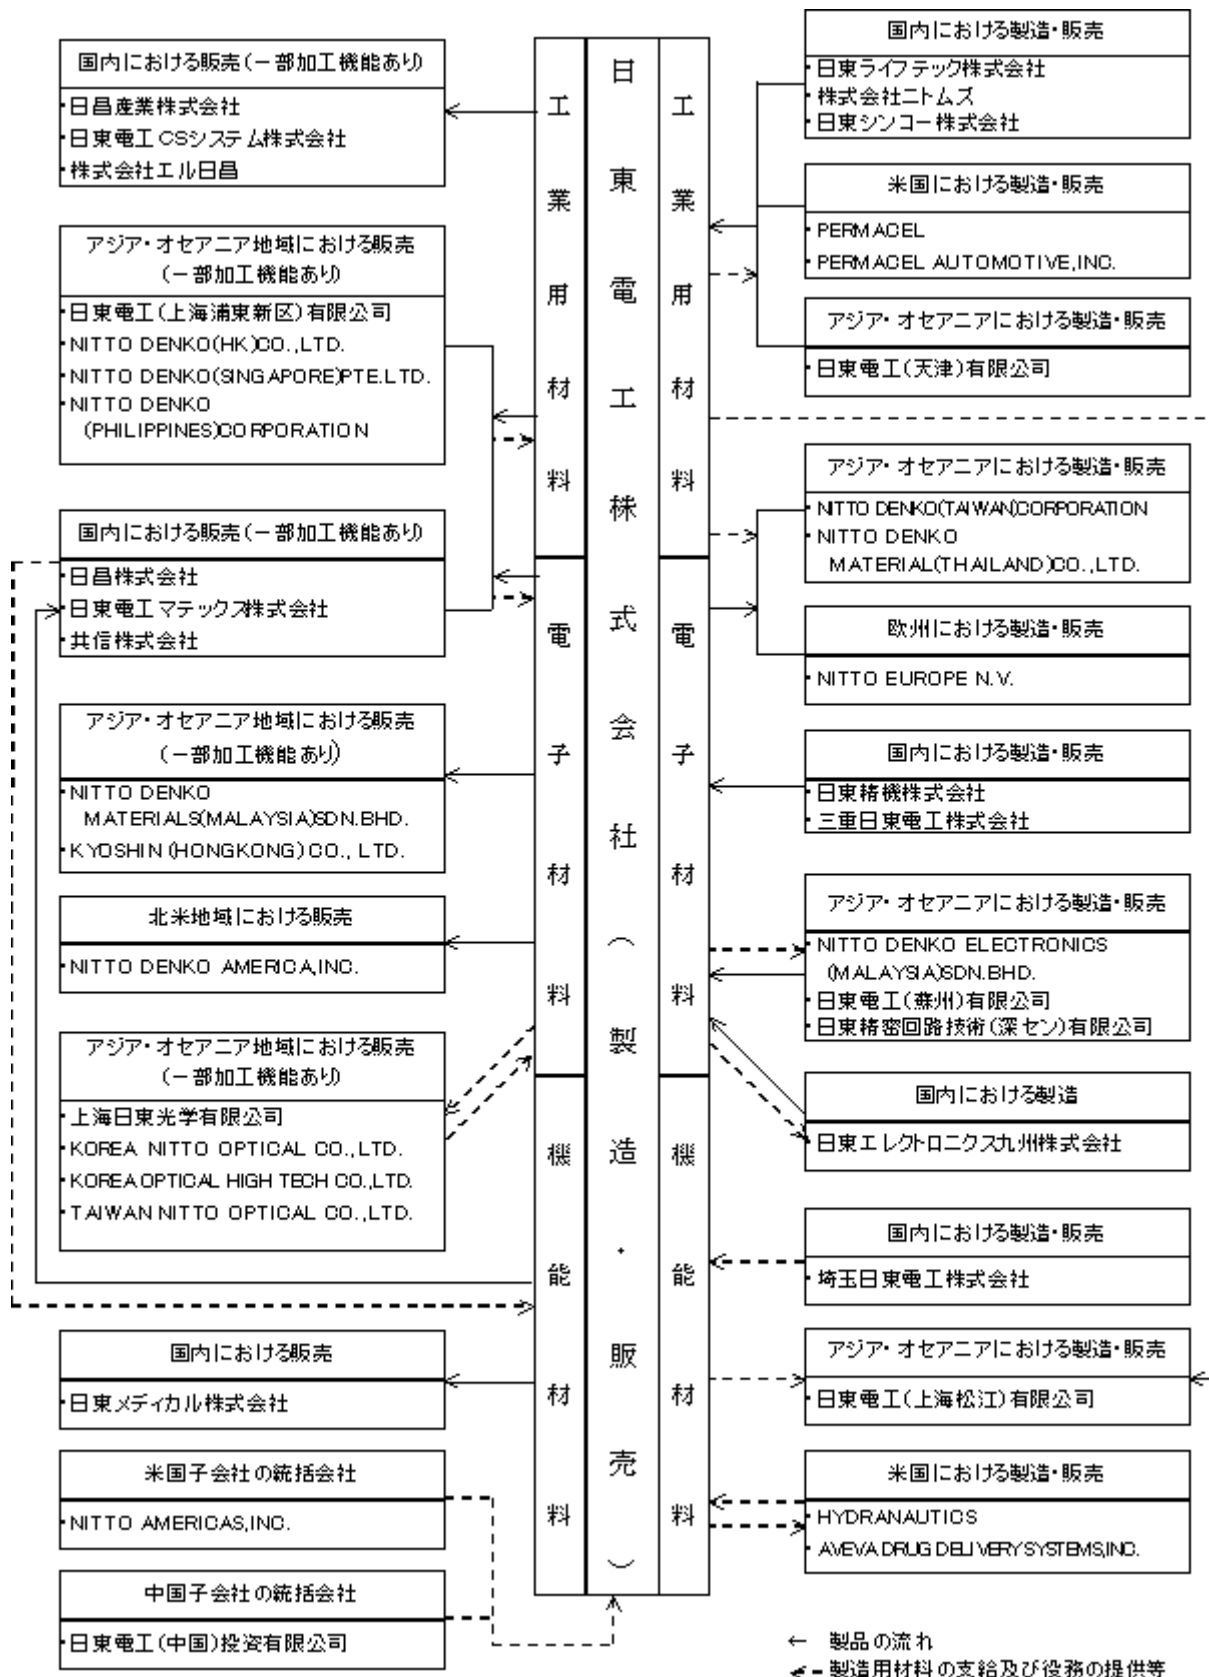 国内における販売(一部加工機能あり)
・日昌産業株式会社
・日東電工CSシステム株式会社
・株式会社エル日昌
アジア・オセアニア地域における販売
(一部加工機能あり)
・日東電工(上海浦東新区)有限公司
・NITTO DENKO(HK)CO.,LTD.
・NITTO DENKO(SINGAPORE)PTE.LTD.
・NITTO DENKO
(PHILIPPINES)CORPORATION
国内における販売(一部加工機能あり)
・日昌株式会社
・日東電工マテックス株式会社
・共信株式会社
アジア・オセアニア地域における販売
(一部加工機能あり)
・NITTO DENKO
MATERIALS(MALAYSIA)SDN.BHD.
・KYOSHIN (HONGKONG) CO., LTD.
北米地域における販売
・NITTO DENKO AMERICA,INC.
アジア・オセアニア地域における販売
(一部加工機能あり)
・上海日東光学有限公司
・KOREA NITTO OPTICAL CO.,LTD.
・KOREA OPTICAL HIGH TECH CO.,LTD.
・TAIWAN NITTO OPTICAL CO.,LTD.
国内における販売
・日東メディカル株式会社
米国子会社の統括会社
・NITTO AMERICAS,INC.
中国子会社の統括会社
・日東電工(中国)投資有限公司
工業用材料
電子材料
機能材料
日東電工株式会社(製造・販売)
工業用材料
電子材料
機能材料
国内における製造・販売
・日東ライフテック株式会社
・株式会社ニトムズ
・日東シンコー株式会社
米国における製造・販売
・PERMACEL
・PERMACEL AUTOMOTIVE,INC.
アジア・オセアニアにおける製造・販売
・日東電工(天津)有限公司
アジア・オセアニアにおける製造・販売
・NITTO DENKO(TAIWAN)CORPORATION
・NITTO DENKO
MATERIAL(THAILAND)CO.,LTD.
欧州における製造・販売
・NITTO EUROPE N.V.
国内における製造・販売
・日東精機株式会社
・三重日東電工株式会社
アジア・オセアニアにおける製造・販売
・NITTO DENKO ELECTRONICS
(MALAYSIA)SDN.BHD.
・日東電工(蘇州)有限公司
・日東精密回路技術(深セン)有限公司
国内における製造
・日東エレクトロニクス九州株式会社
国内における製造・販売
・埼玉日東電工株式会社
アジア・オセアニアにおける製造・販売
・日東電工(上海松江)有限公司
米国における製造・販売
・HYDRANAUTICS
・AVEVA DRUG DELIVERY SYSTEMS,INC.
← 製品の流れ
製造用材料の支給及び役務の提供等